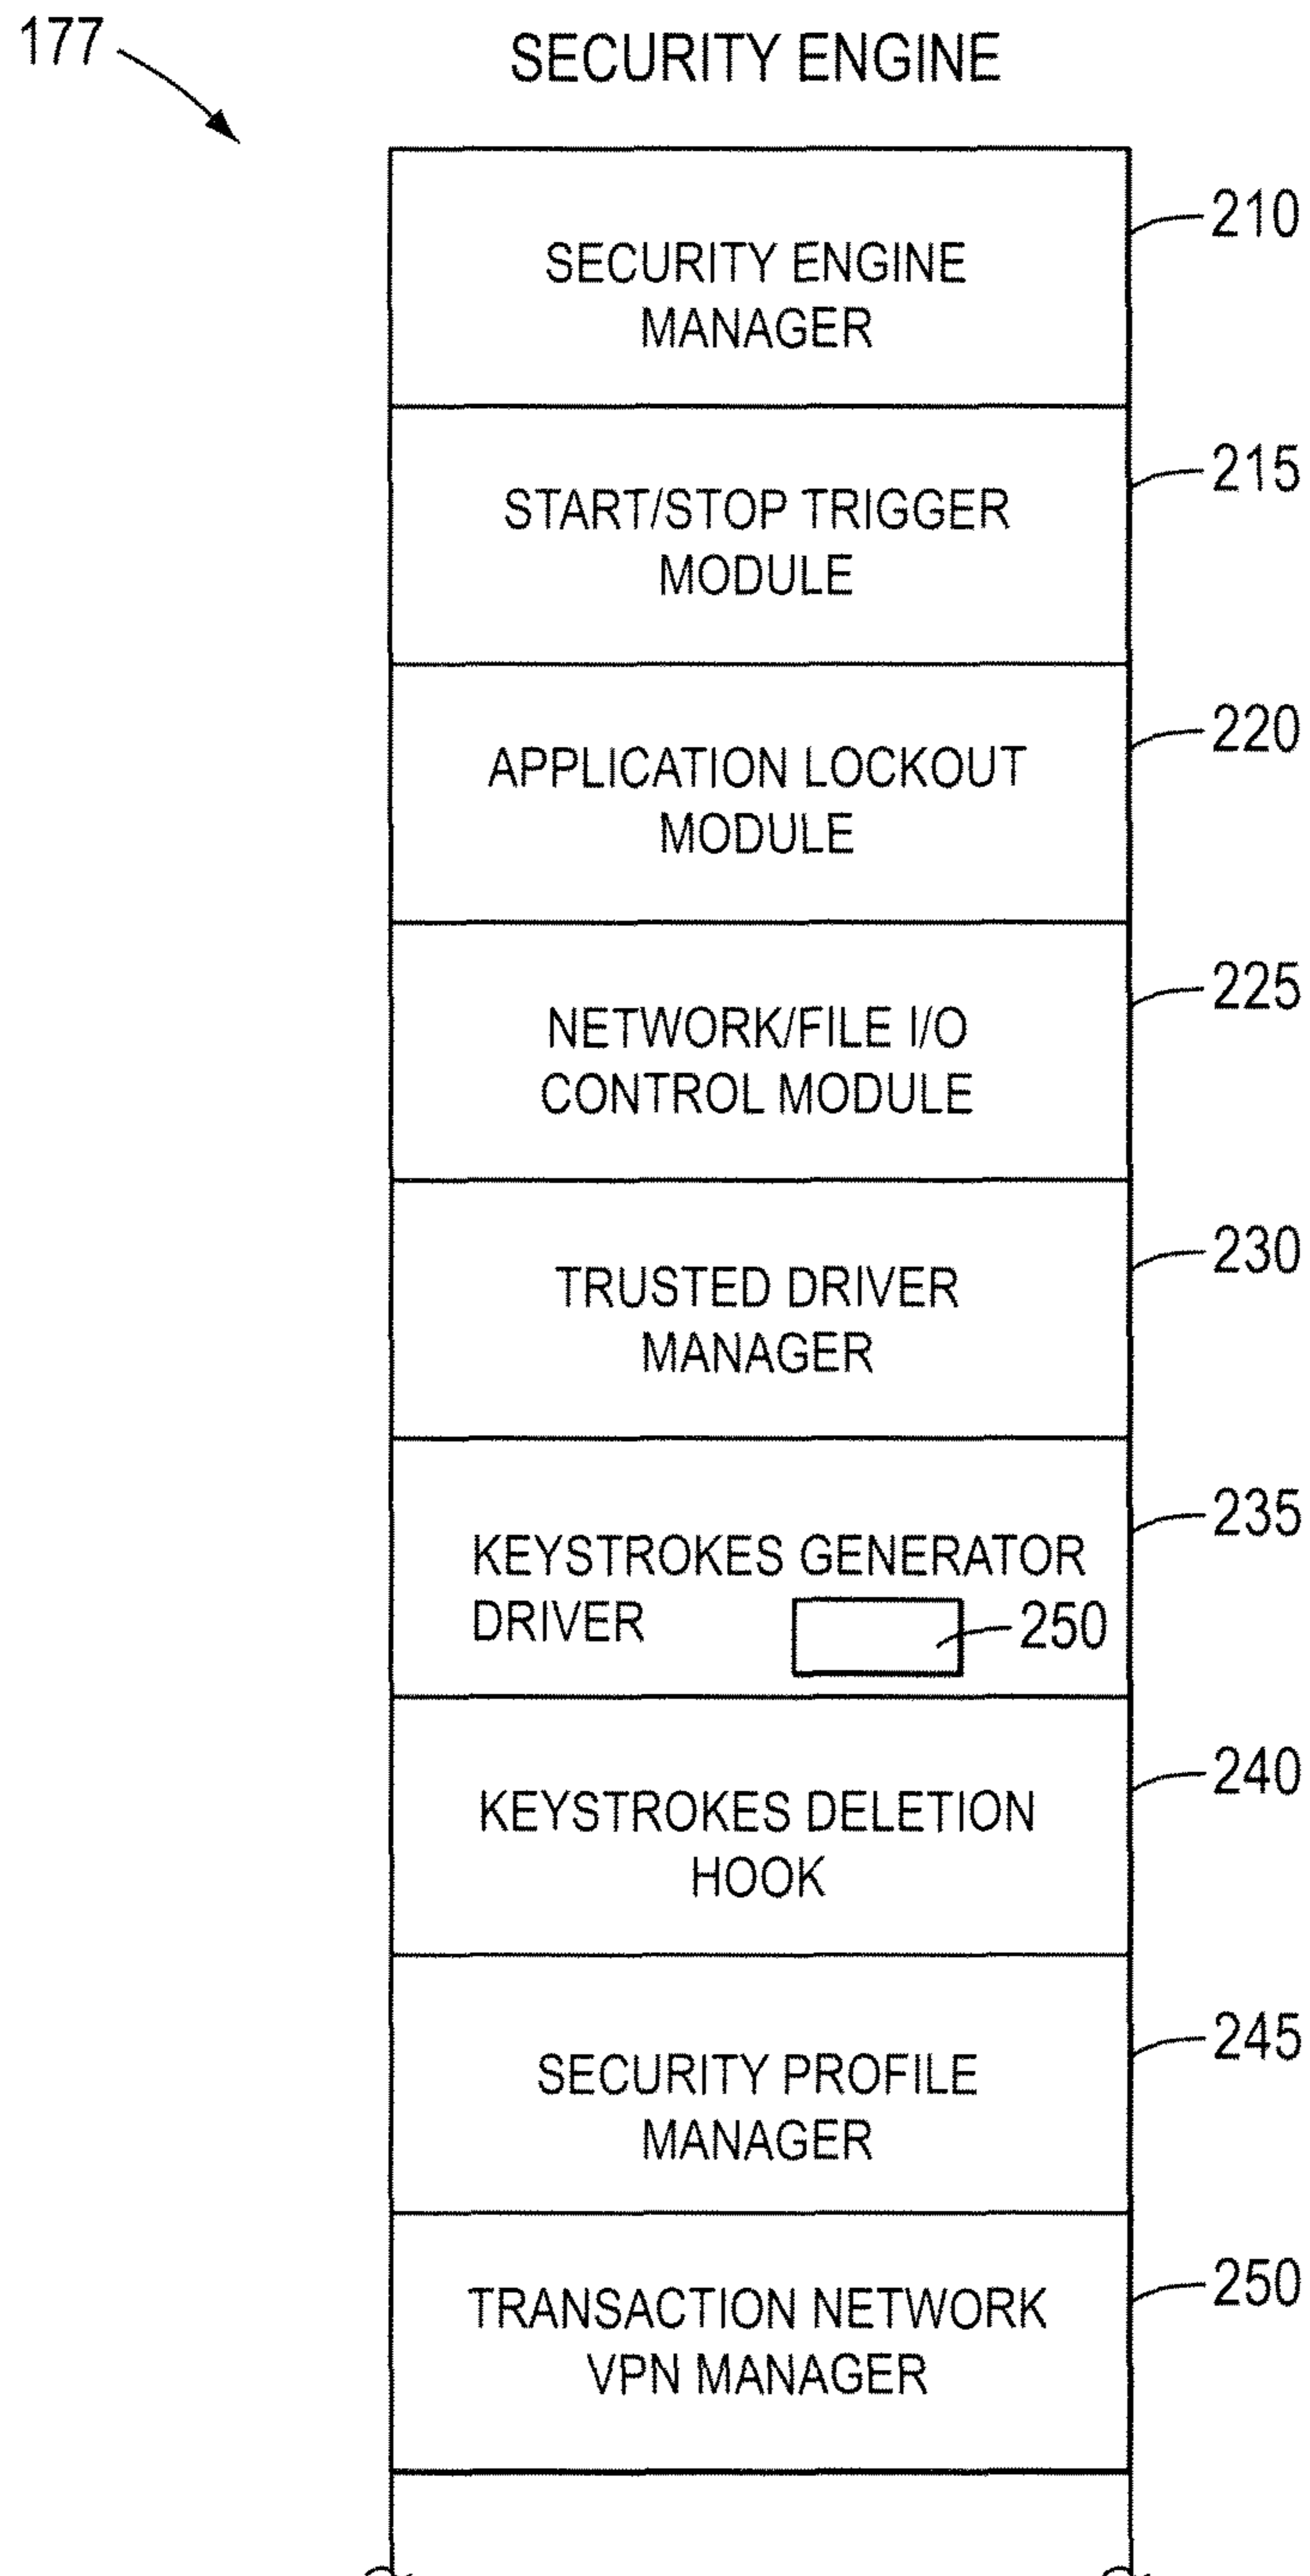 177
SECURITY ENGINE
SECURITY ENGINE
MANAGER
210
START/STOP TRIGGER
MODULE
215
APPLICATION LOCKOUT
MODULE
220
NETWORK/FILE I/O
CONTROL MODULE
225
TRUSTED DRIVER
MANAGER
230
KEYSTROKES GENERATOR
DRIVER
250
235
KEYSTROKES DELETION
HOOK
240
SECURITY PROFILE
MANAGER
245
TRANSACTION NETWORK
VPN MANAGER
250